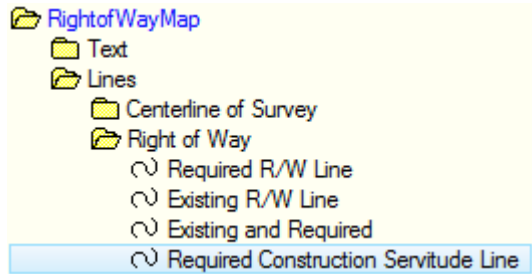 RightofWayMap
Text
Lines
Centerline of Survey
Right of Way
Required R/W Line
Existing R/W Line
Existing and Required
Required Construction Servitude Line